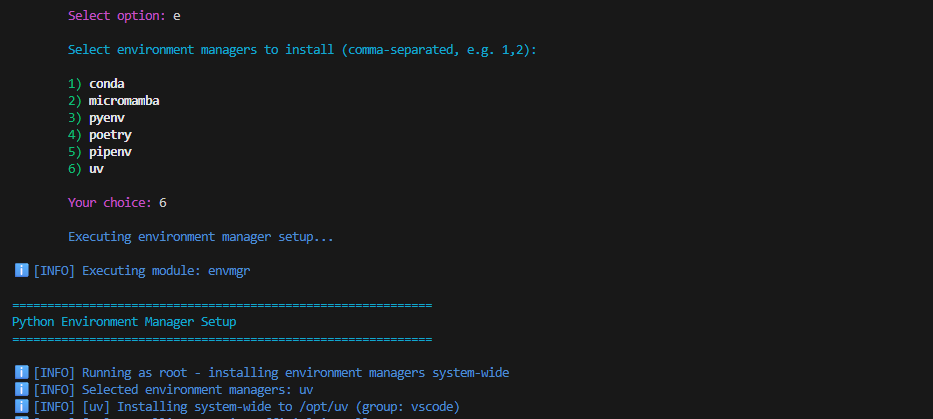 Select option: e
Select environment managers to install (comma-separated, e.g. 1,2):
1) conda
2) micromamba
3) pyenv
4) poetry
5) pipenv
6) uv
Your choice: 6
Executing environment manager setup...
[INFO] Executing module: envmgr
============================================================
Python Environment Manager Setup
============================================================
[INFO] Running as root - installing environment managers system-wide
[INFO] Selected environment managers: uv
[INFO] [uv] Installing system-wide to /opt/uv (group: vscode)